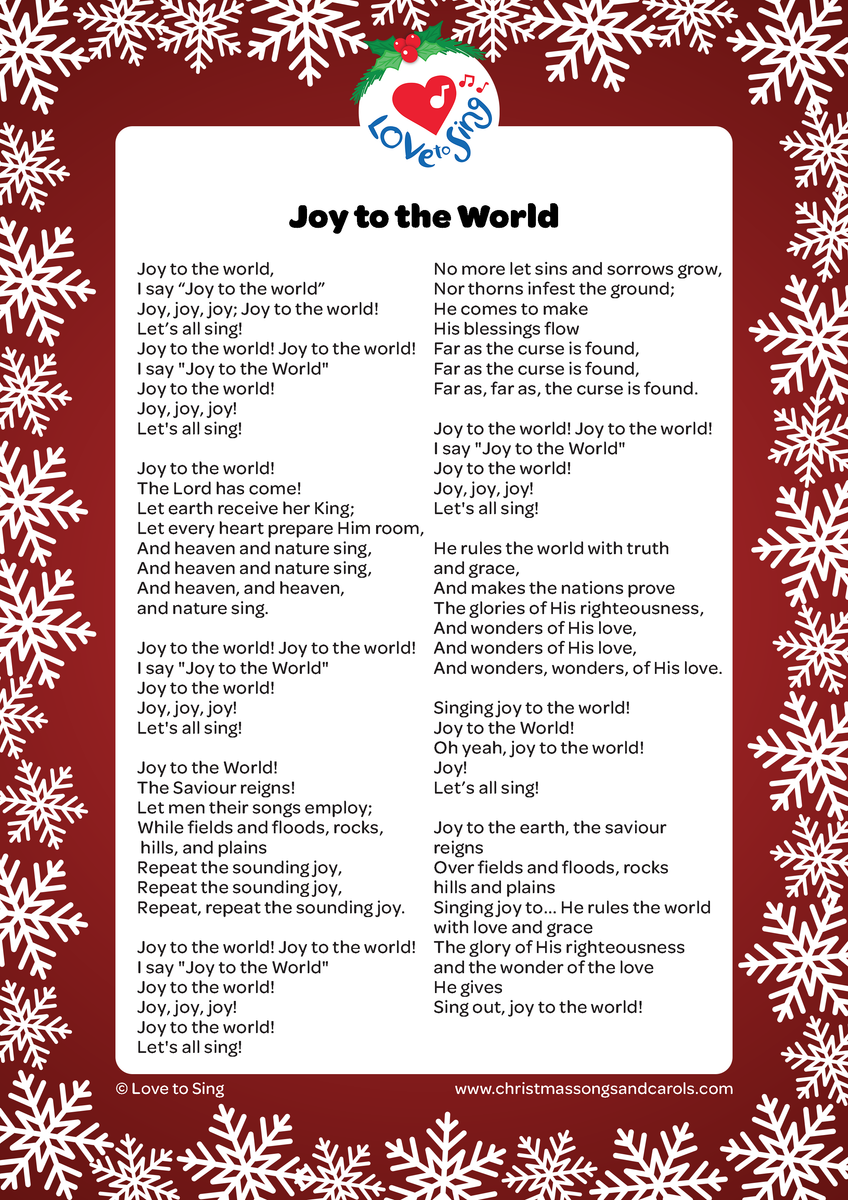 LOVE to Sing
Joy to the World
Joy to the world,
I say “Joy to the world”
Joy, joy, joy; Joy to the world!
Let’s all sing!
Joy to the world! Joy to the world!
I say "Joy to the World"
Joy to the world!
Joy, joy, joy!
Let's all sing!
Joy to the world!
The Lord has come!
Let earth receive her King;
Let every heart prepare Him room,
And heaven and nature sing,
And heaven and nature sing,
And heaven, and heaven,
and nature sing.
Joy to the world! Joy to the world!
I say "Joy to the World"
Joy to the world!
Joy, joy, joy!
Let's all sing!
Joy to the World!
The Saviour reigns!
Let men their songs employ;
While fields and floods, rocks,
hills, and plains
Repeat the sounding joy,
Repeat the sounding joy,
Repeat, repeat the sounding joy.
Joy to the world! Joy to the world!
I say "Joy to the World"
Joy to the world!
Joy, joy, joy!
Joy to the world!
Let's all sing!
No more let sins and sorrows grow,
Nor thorns infest the ground;
He comes to make
His blessings flow
Far as the curse is found,
Far as the curse is found,
Far as, far as, the curse is found.
Joy to the world! Joy to the world!
I say "Joy to the World"
Joy to the world!
Joy, joy, joy!
Let's all sing!
He rules the world with truth
and grace,
And makes the nations prove
The glories of His righteousness,
And wonders of His love,
And wonders of His love,
And wonders, wonders, of His love.
Singing joy to the world!
Joy to the World!
Oh yeah, joy to the world!
Joy!
Let’s all sing!
Joy to the earth, the saviour
reigns
Over fields and floods, rocks
hills and plains
Singing joy to... He rules the world
with love and grace
The glory of His righteousness
and the wonder of the love
He gives
Sing out, joy to the world!
© Love to Sing
www.christmassongsandcarols.com